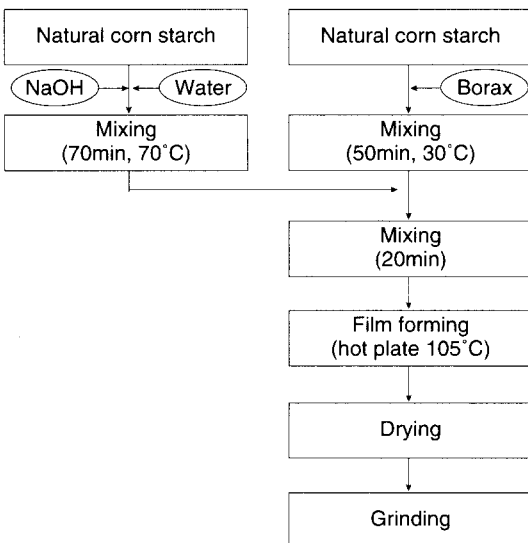 Natural corn starch
Natural corn starch
NaOH
Water
Borax
Mixing
(70min, 70˚C)
Mixing
(50min, 30˚C)
Mixing
(20min)
Film forming
(hot plate 105˚C)
Drying
Grinding